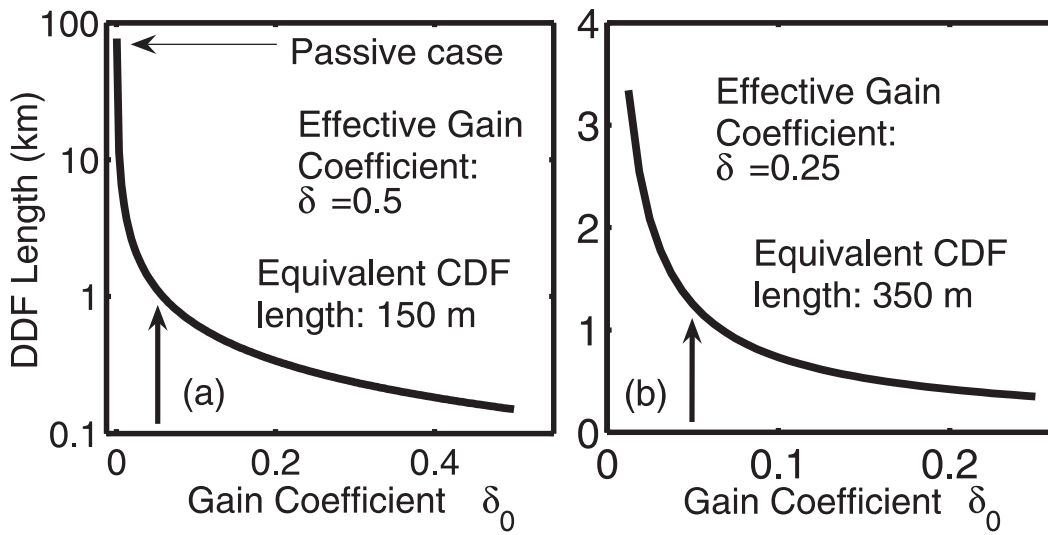 100
10
1
0.1
DDF Length (km)
Passive case
Effective Gain
Coefficient:
δ =0.5
Equivalent CDF
length: 150 m
(a)
0 0.2 0.4
Gain Coefficient δ0
4
3
2
1
0
Effective Gain
Coefficient:
δ =0.25
Equivalent CDF
length: 350 m
(b)
0 0.1 0.2
Gain Coefficient δ0